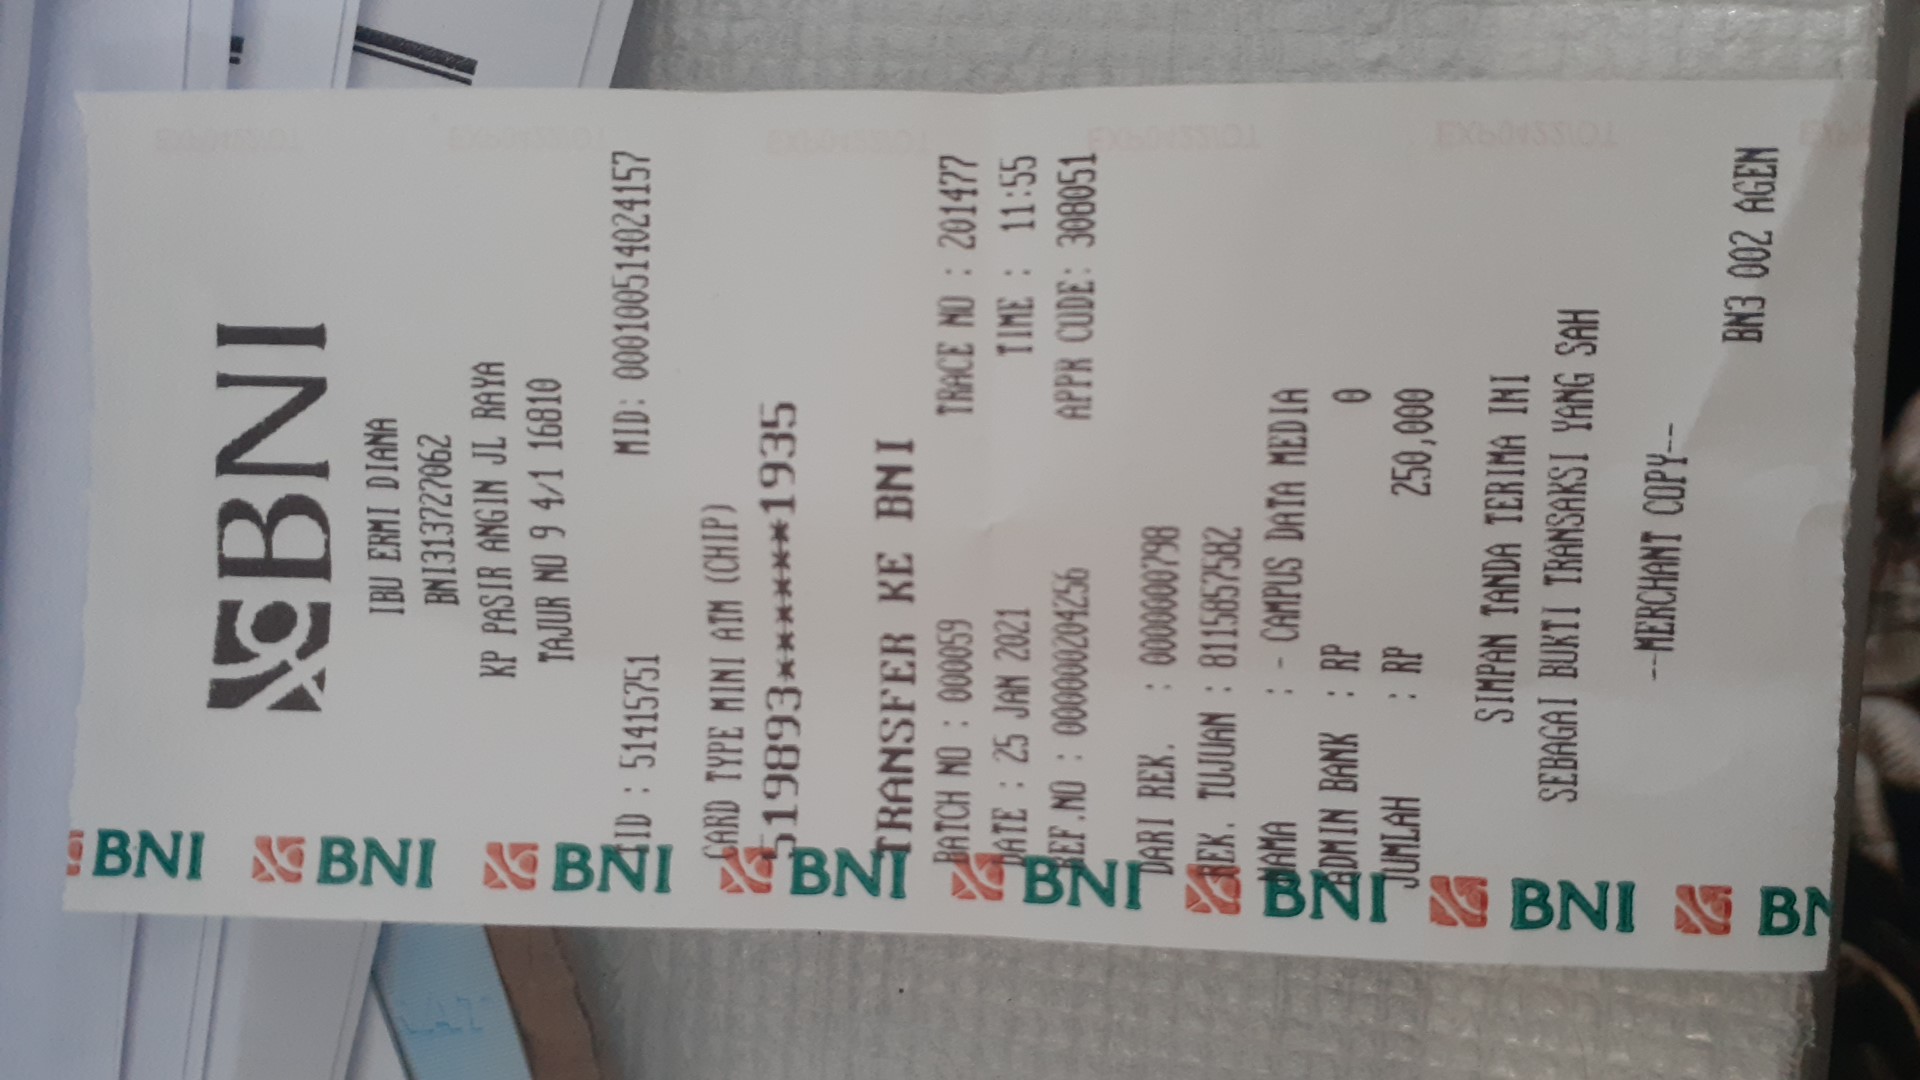 BNI
IBU ERMI DIANA
BNI313727062
KP PASIR ANGIN JL RAYA
TAJUR NO 9 4/1 16810
TID : 51415751 MID: 000100514024157
CARD TYPE MINI ATM (CHIP)
519893******1935
TRANSFER KE BNI
BATCH NO : 000059 TRACE NO : 201477
DATE : 25 JAN 2021 TIME : 11:55
REF.NO : 000000204256 APPR CODE: 308051
DARI REK. : 0000000798
REK. TUJUAN : 8115857582
NAMA : - CAMPUS DATA MEDIA
ADMIN BANK : RP 0
JUMLAH : RP 250,000
SIMPAN TANDA TERIMA INI
SEBAGAI BUKTI TRANSAKSI YANG SAH
--MERCHANT COPY--
BN3 002 AGEN
BNI
BNI
BNI
BNI
BNI
BNI
BNI
BN